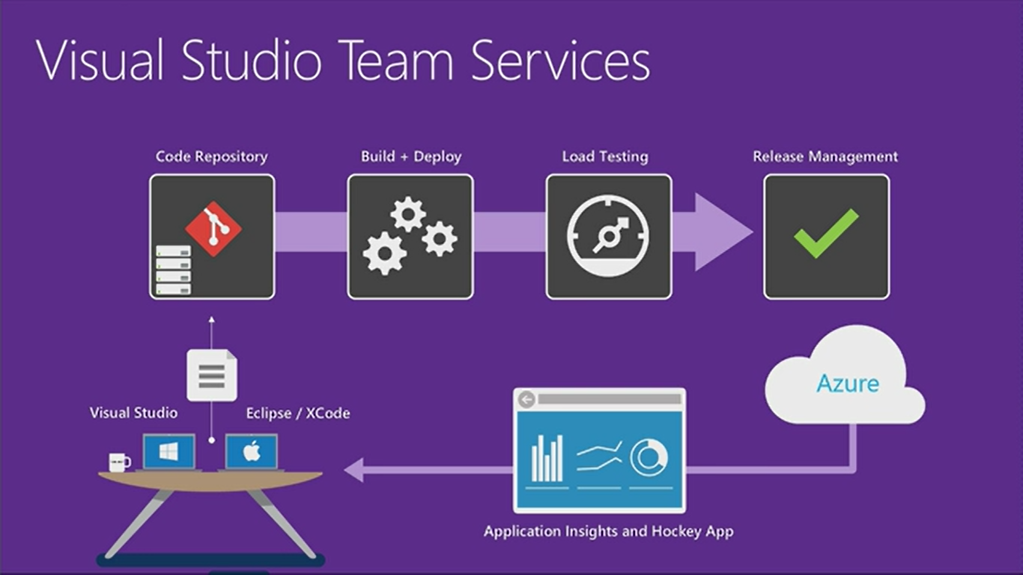 Visual Studio Team Services
Code Repository
Build + Deploy
Load Testing
Release Management
Azure
Visual Studio
Eclipse / XCode
Application Insights and Hockey App